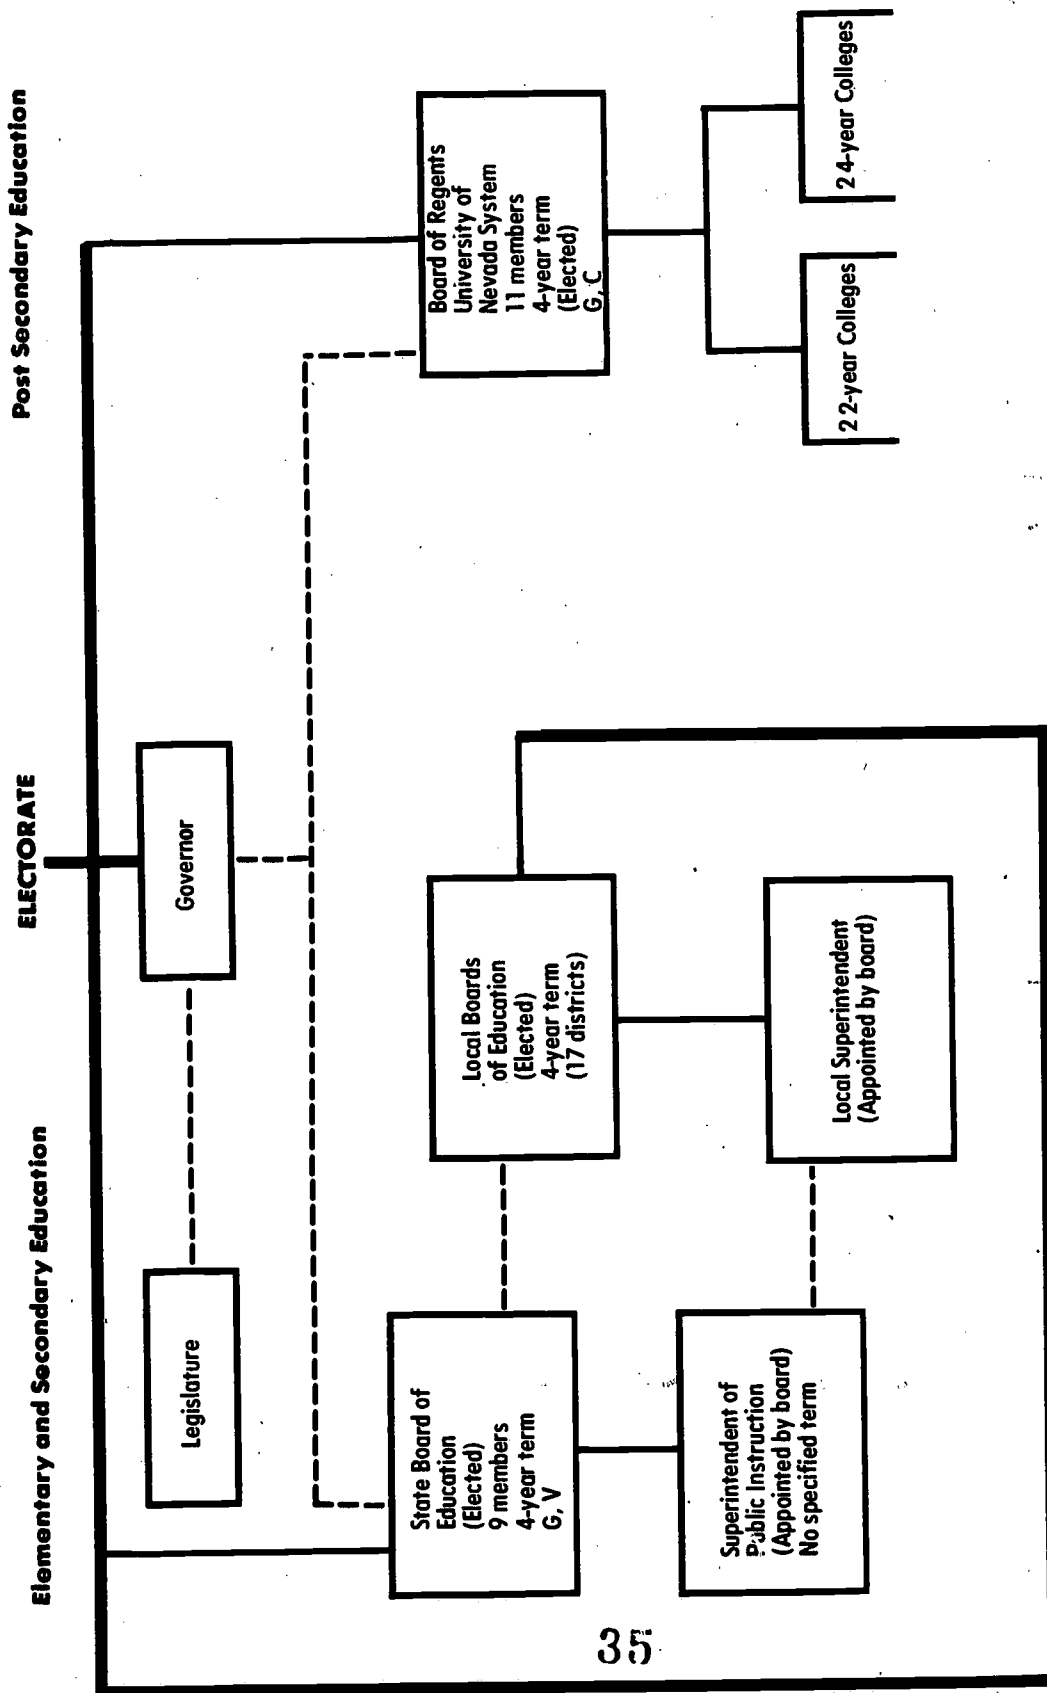 Elementary and Secondary Education
ELECTORATE
Post Secondary Education
Legislature
Governor
State Board of
Education
(Elected)
9 members
4-year term
G, V
Local Boards
of Education
(Elected)
4-year term
(17 districts)
Board of Regents
University of
Nevada System
11 members
4-year term
(Elected)
G, C
Superintendent of
Public Instruction
(Appointed by board)
No specified term
Local Superintendent
(Appointed by board)
2 2-year Colleges
2 4-year Colleges
35